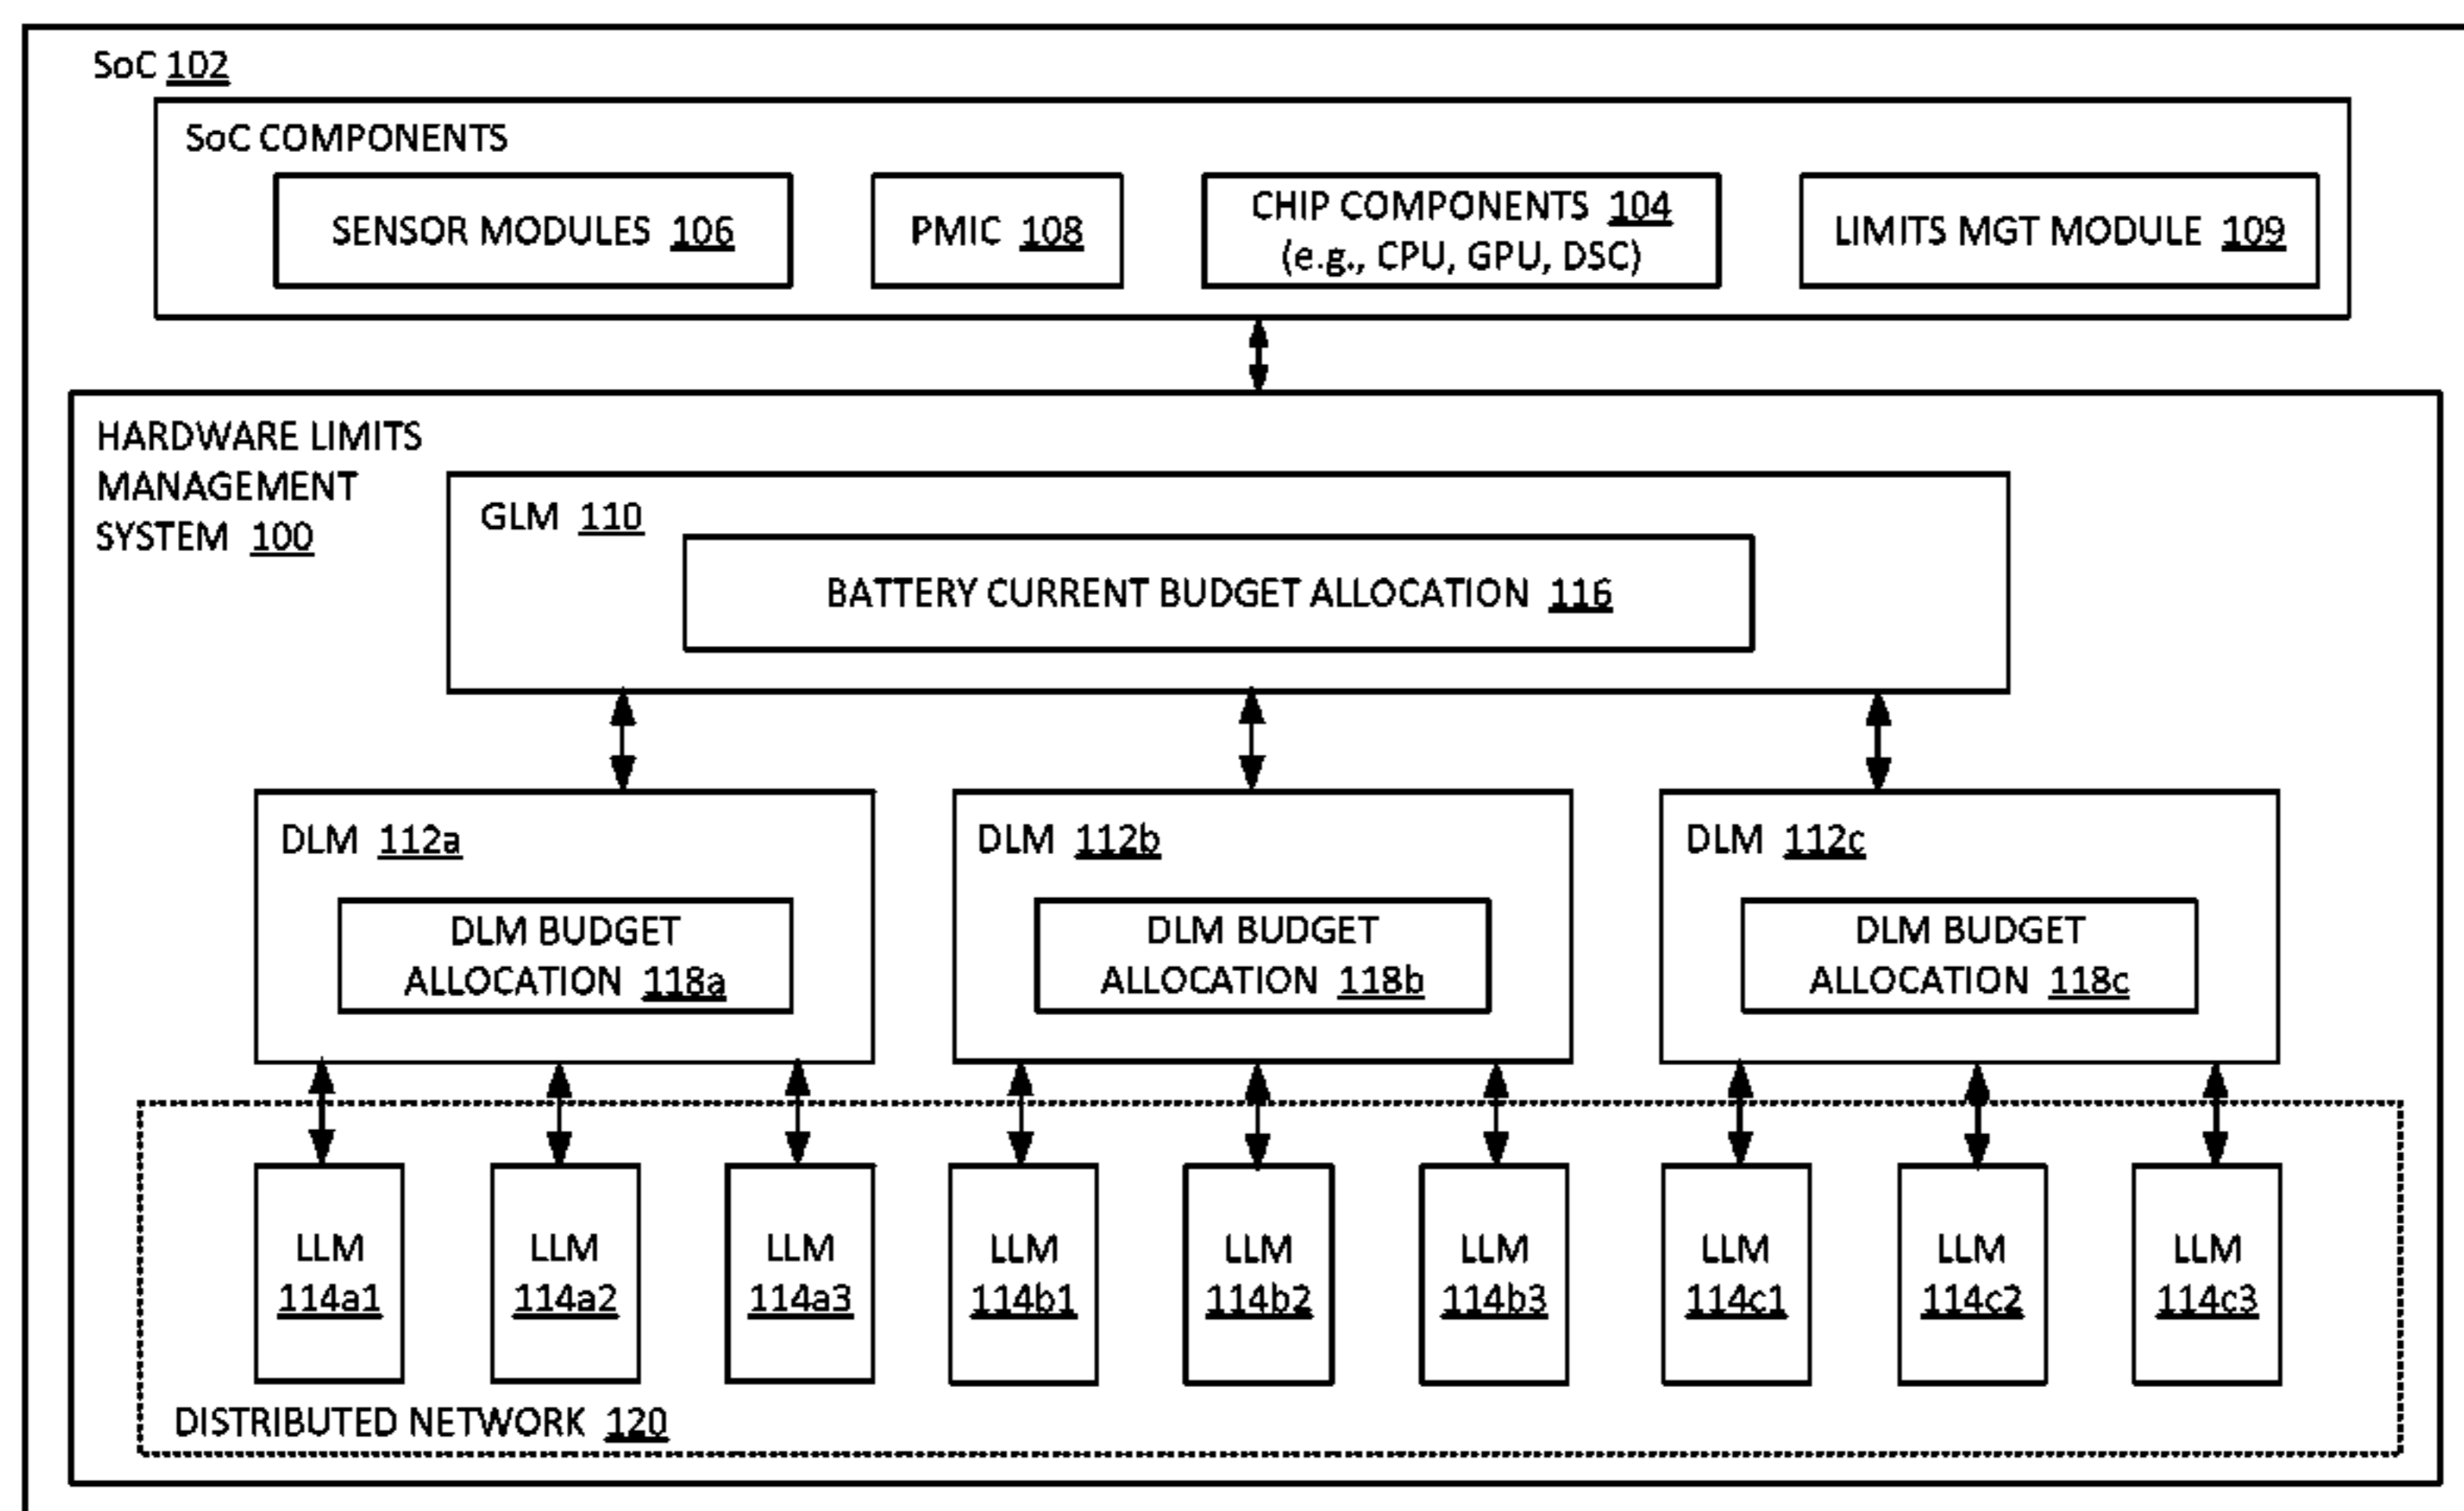 SoC 102
SoC COMPONENTS
SENSOR MODULES 106
PMIC 108
CHIP COMPONENTS 104
(e.g., CPU, GPU, DSC)
LIMITS MGT MODULE 109
HARDWARE LIMITS
MANAGEMENT
SYSTEM 100
GLM 110
BATTERY CURRENT BUDGET ALLOCATION 116
DLM 112a
DLM BUDGET
ALLOCATION 118a
DLM 112b
DLM BUDGET
ALLOCATION 118b
DLM 112c
DLM BUDGET
ALLOCATION 118c
LLM
114a1
LLM
114a2
LLM
114a3
LLM
114b1
LLM
114b2
LLM
114b3
LLM
114c1
LLM
114c2
LLM
114c3
DISTRIBUTED NETWORK 120